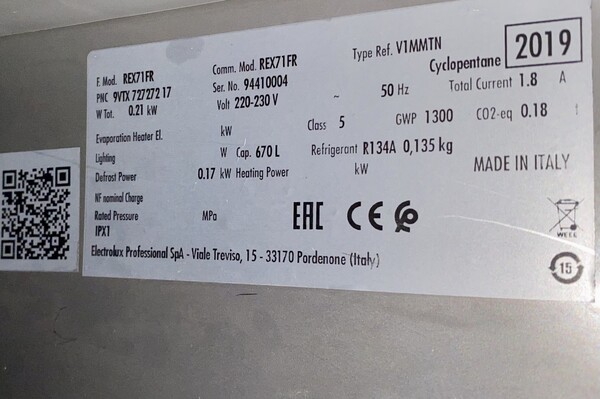 F. Mod. REX71FR Comm. Mod. REX71FR Type Ref. V1MMTN
PNC 9VTX 727272 17 Ser. No. 94410004 Cyclopentane 2019
W Tot. 0.21 kW Volt 220-230 V ~ 50 Hz Total Current 1.8 A
Evaporation Heater El. kW Class 5 GWP 1300 CO2-eq 0.18 t
Lighting W Cap. 670 L Refrigerant R134A 0,135 kg
Defrost Power 0.17 kW Heating Power kW MADE IN ITALY
NF nominal Charge
Rated Pressure MPa
IPX1
EAC CE
WEEE
15
Electrolux Professional SpA - Viale Treviso, 15 - 33170 Pordenone (Italy)